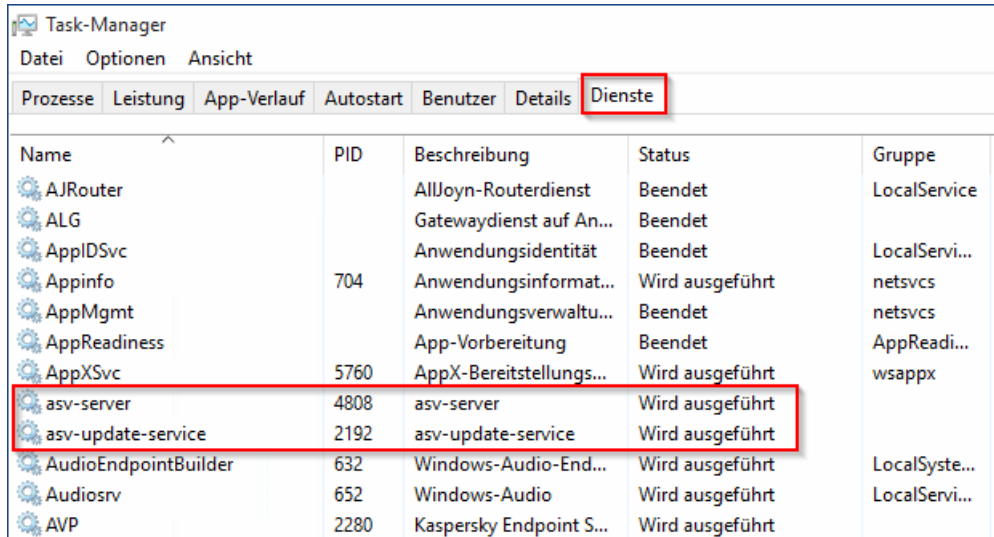 Task-Manager
Datei Optionen Ansicht
Prozesse Leistung App-Verlauf Autostart Benutzer Details Dienste
Name PID Beschreibung Status Gruppe
AJRouter AllJoyn-Routerdienst Beendet LocalService
ALG Gatewaydienst auf An... Beendet
AppIDSvc Anwendungsidentität Beendet LocalServi...
Appinfo 704 Anwendungsinformat... Wird ausgeführt netsvcs
AppMgmt Anwendungsverwaltu... Beendet netsvcs
AppReadiness App-Vorbereitung Beendet AppReadi...
AppXSvc 5760 AppX-Bereitstellungs... Wird ausgeführt wsappx
asv-server 4808 asv-server Wird ausgeführt
asv-update-service 2192 asv-update-service Wird ausgeführt
AudioEndpointBuilder 632 Windows-Audio-End... Wird ausgeführt LocalSyste...
Audiosrv 652 Windows-Audio Wird ausgeführt LocalServi...
AVP 2280 Kaspersky Endpoint S... Wird ausgeführt